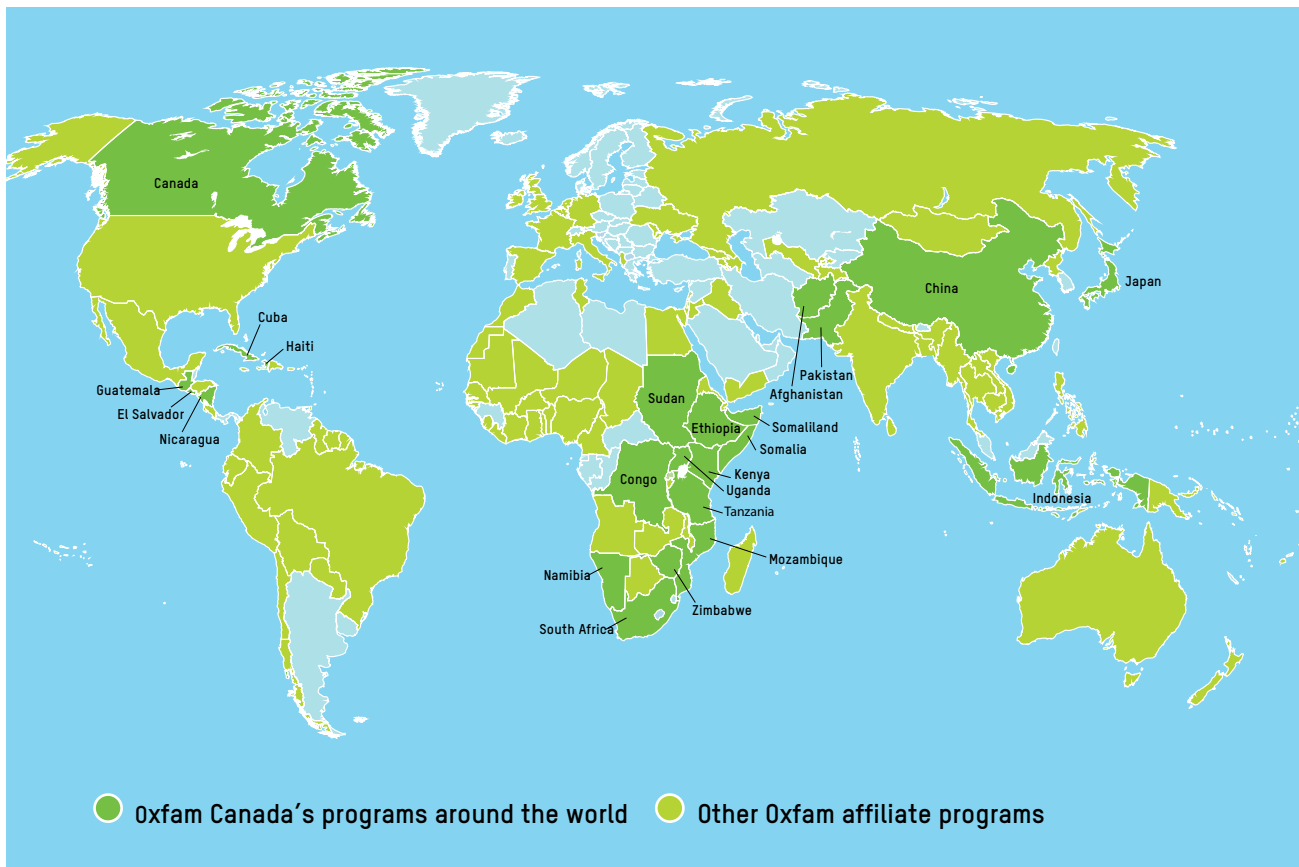 Canada
Japan
China
Cuba
Haiti
Pakistan
Guatemala
Afghanistan
Sudan
El Salvador
Somaliland
Ethiopia
Nicaragua
Somalia
Kenya
Congo
Uganda
Indonesia
Tanzania
Mozambique
Namibia
Zimbabwe
South Africa
Oxfam Canada's programs around the world
Other Oxfam affiliate programs